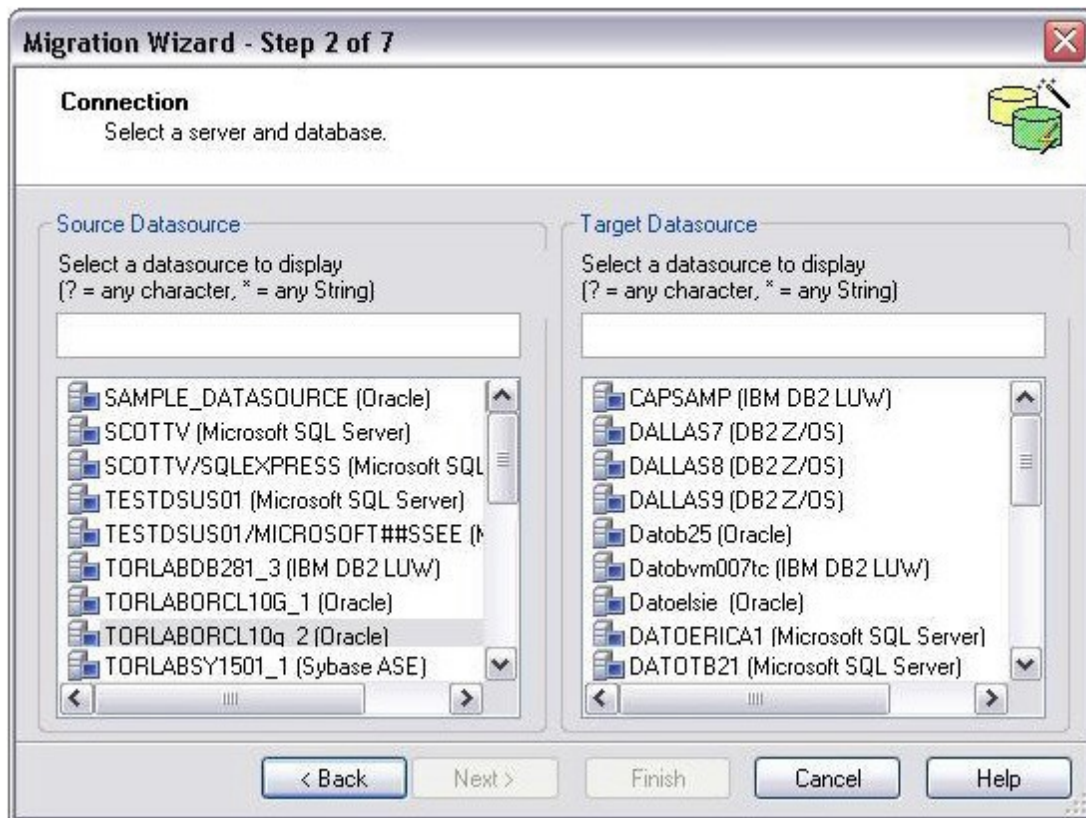 Migration Wizard - Step 2 of 7
Connection
Select a server and database.
Source Datasource
Select a datasource to display
(? = any character, * = any String)
SAMPLE_DATASOURCE (Oracle)
SCOTTV (Microsoft SQL Server)
SCOTTV/SQLEXPRESS (Microsoft SQL
TESTDSUS01 (Microsoft SQL Server)
TESTDSUS01/MICROSOFT##SSEE (M
TORLABDB281_3 (IBM DB2 LUW)
TORLABORCL10G_1 (Oracle)
TORLABORCL10g_2 (Oracle)
TORLABSY1501_1 (Sybase ASE)
Target Datasource
Select a datasource to display
(? = any character, * = any String)
CAPSAMP (IBM DB2 LUW)
DALLAS7 (DB2 Z/OS)
DALLAS8 (DB2 Z/OS)
DALLAS9 (DB2 Z/OS)
Datob25 (Oracle)
Datobvm007tc (IBM DB2 LUW)
Datoelsie (Oracle)
DATOERICA1 (Microsoft SQL Server)
DATOTB21 (Microsoft SQL Server)
< Back
Next >
Finish
Cancel
Help